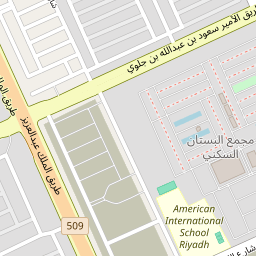 طريق الأمير سعود بن عبدالله بن جلوي
طريق الملك عبدالعزيز
مجمع البستان
السكني
American
International
School
Riyadh
509